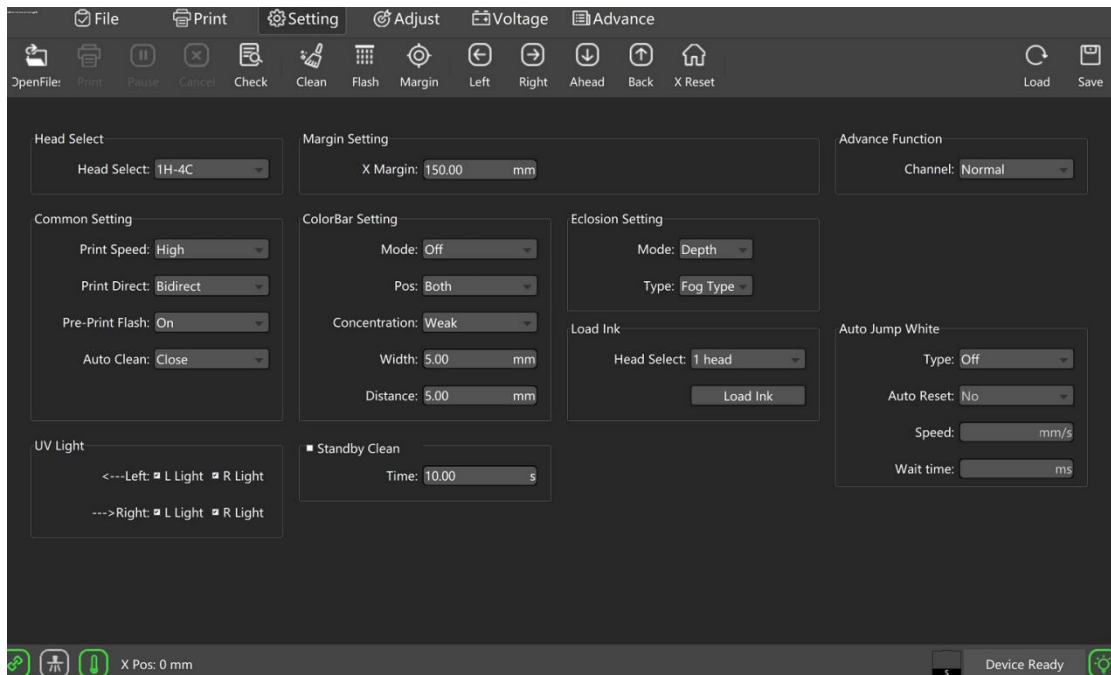 File Print Setting Adjust Voltage Advance
OpenFiles Print Pause Cancel Check Clean Flash Margin Left Right Ahead Back X Reset Load Save
Head Select Margin Setting Advance Function
Head Select: 1H-4C X Margin: 150.00 mm Channel: Normal
Common Setting ColorBar Setting Eclosion Setting
Print Speed: High Mode: Off Mode: Depth
Print Direct: Bidirect Pos: Both Type: Fog Type
Pre-Print Flash: On Concentration: Weak Load Ink Auto Jump White
Auto Clean: Close Width: 5.00 mm Head Select: 1 head Type: Off
Distance: 5.00 mm Load Ink Auto Reset: No
Speed: mm/s
UV Light Standby Clean
<---Left: L Light R Light Time: 10.00 s Wait time: ms
--->Right: L Light R Light
X Pos: 0 mm S Device Ready